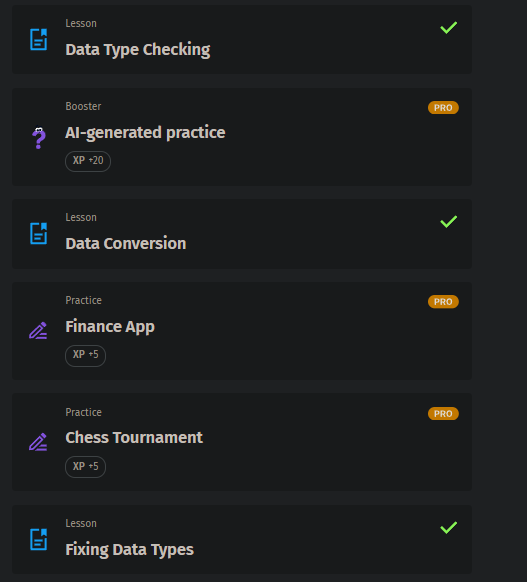 Lesson
Data Type Checking
Booster
PRO
AI-generated practice
XP +20
Lesson
Data Conversion
Practice
PRO
Finance App
XP +5
Practice
PRO
Chess Tournament
XP +5
Lesson
Fixing Data Types